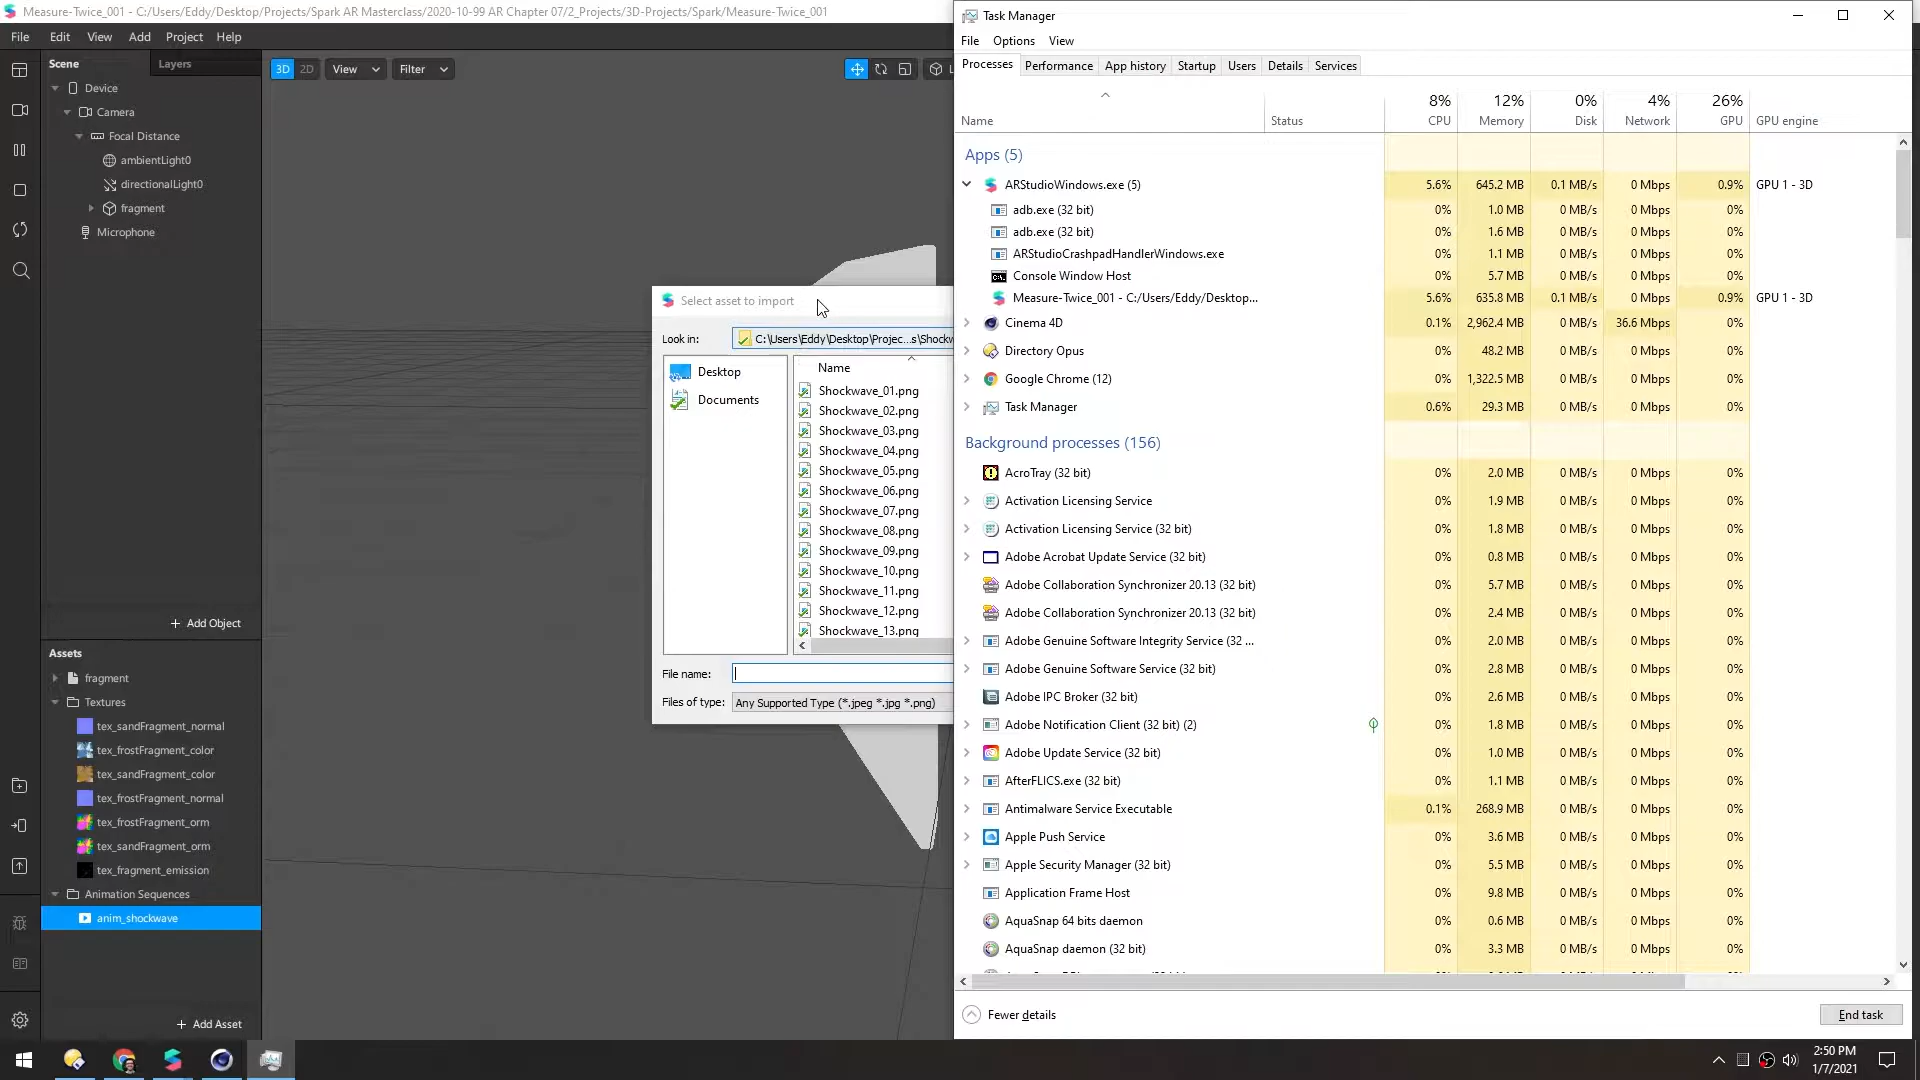 Measure-Twice_001 - C:/Users/Eddy/Desktop/Projects/Spark AR Masterclass/2020-10-99 AR Chapter 07/2_Projects/3D-Projects/Spark/Measure-Twice_001
File Edit View Add Project Help
Scene Layers
Device
Camera
Focal Distance
ambientLight0
directionalLight0
fragment
Microphone
+ Add Object
Assets
fragment
Textures
tex_sandFragment_normal
tex_frostFragment_color
tex_sandFragment_color
tex_frostFragment_normal
tex_frostFragment_orm
tex_sandFragment_orm
tex_fragment_emission
Animation Sequences
anim_shockwave
+ Add Asset
3D 2D View Filter
Select asset to import
Look in: C:\Users\Eddy\Desktop\Projec...s\Shockw
Desktop
Documents
Name
Shockwave_01.png
Shockwave_02.png
Shockwave_03.png
Shockwave_04.png
Shockwave_05.png
Shockwave_06.png
Shockwave_07.png
Shockwave_08.png
Shockwave_09.png
Shockwave_10.png
Shockwave_11.png
Shockwave_12.png
Shockwave_13.png
File name:
Files of type: Any Supported Type (*.jpeg *.jpg *.png)
Task Manager
File Options View
Processes Performance App history Startup Users Details Services
8% 12% 0% 4% 26%
Name Status CPU Memory Disk Network GPU GPU engine
Apps (5)
ARStudioWindows.exe (5) 5.6% 645.2 MB 0.1 MB/s 0 Mbps 0.9% GPU 1 - 3D
adb.exe (32 bit) 0% 1.0 MB 0 MB/s 0 Mbps 0%
adb.exe (32 bit) 0% 1.6 MB 0 MB/s 0 Mbps 0%
ARStudioCrashpadHandlerWindows.exe 0% 1.1 MB 0 MB/s 0 Mbps 0%
Console Window Host 0% 5.7 MB 0 MB/s 0 Mbps 0%
Measure-Twice_001 - C:/Users/Eddy/Desktop... 5.6% 635.8 MB 0.1 MB/s 0 Mbps 0.9% GPU 1 - 3D
Cinema 4D 0.1% 2,962.4 MB 0 MB/s 36.6 Mbps 0%
Directory Opus 0% 48.2 MB 0 MB/s 0 Mbps 0%
Google Chrome (12) 0% 1,322.5 MB 0 MB/s 0 Mbps 0%
Task Manager 0.6% 29.3 MB 0 MB/s 0 Mbps 0%
Background processes (156)
AcroTray (32 bit) 0% 2.0 MB 0 MB/s 0 Mbps 0%
Activation Licensing Service 0% 1.9 MB 0 MB/s 0 Mbps 0%
Activation Licensing Service (32 bit) 0% 1.8 MB 0 MB/s 0 Mbps 0%
Adobe Acrobat Update Service (32 bit) 0% 0.8 MB 0 MB/s 0 Mbps 0%
Adobe Collaboration Synchronizer 20.13 (32 bit) 0% 5.7 MB 0 MB/s 0 Mbps 0%
Adobe Collaboration Synchronizer 20.13 (32 bit) 0% 2.4 MB 0 MB/s 0 Mbps 0%
Adobe Genuine Software Integrity Service (32 ... 0% 2.0 MB 0 MB/s 0 Mbps 0%
Adobe Genuine Software Service (32 bit) 0% 2.8 MB 0 MB/s 0 Mbps 0%
Adobe IPC Broker (32 bit) 0% 2.6 MB 0 MB/s 0 Mbps 0%
Adobe Notification Client (32 bit) (2) 0% 1.8 MB 0 MB/s 0 Mbps 0%
Adobe Update Service (32 bit) 0% 1.0 MB 0 MB/s 0 Mbps 0%
AfterFLICS.exe (32 bit) 0% 1.1 MB 0 MB/s 0 Mbps 0%
Antimalware Service Executable 0.1% 268.9 MB 0 MB/s 0 Mbps 0%
Apple Push Service 0% 3.6 MB 0 MB/s 0 Mbps 0%
Apple Security Manager (32 bit) 0% 5.5 MB 0 MB/s 0 Mbps 0%
Application Frame Host 0% 9.8 MB 0 MB/s 0 Mbps 0%
AquaSnap 64 bits daemon 0% 0.6 MB 0 MB/s 0 Mbps 0%
AquaSnap daemon (32 bit) 0% 3.3 MB 0 MB/s 0 Mbps 0%
Fewer details End task
2:50 PM
1/7/2021